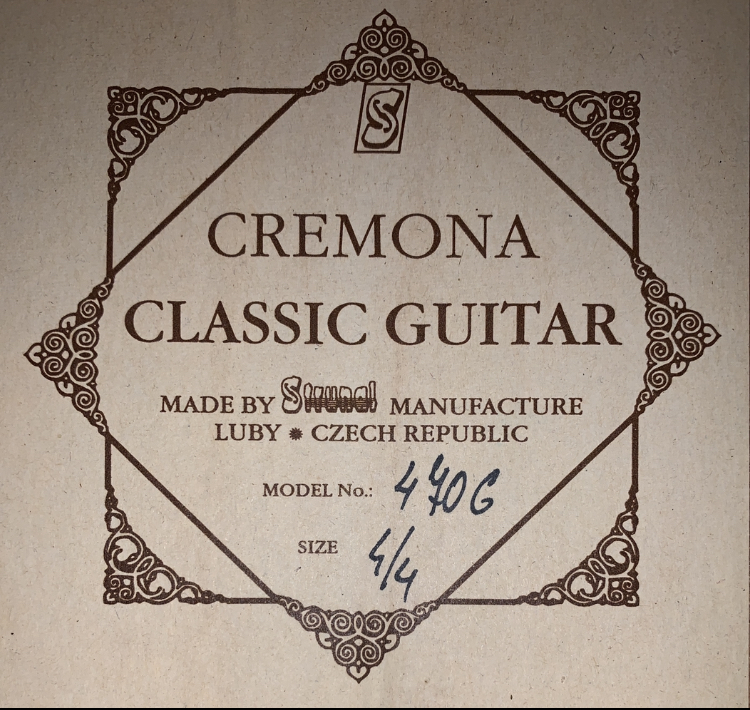 S
CREMONA
CLASSIC GUITAR
MADE BY Strunal MANUFACTURE
LUBY ✹ CZECH REPUBLIC
MODEL No.: 470G
SIZE 4/4